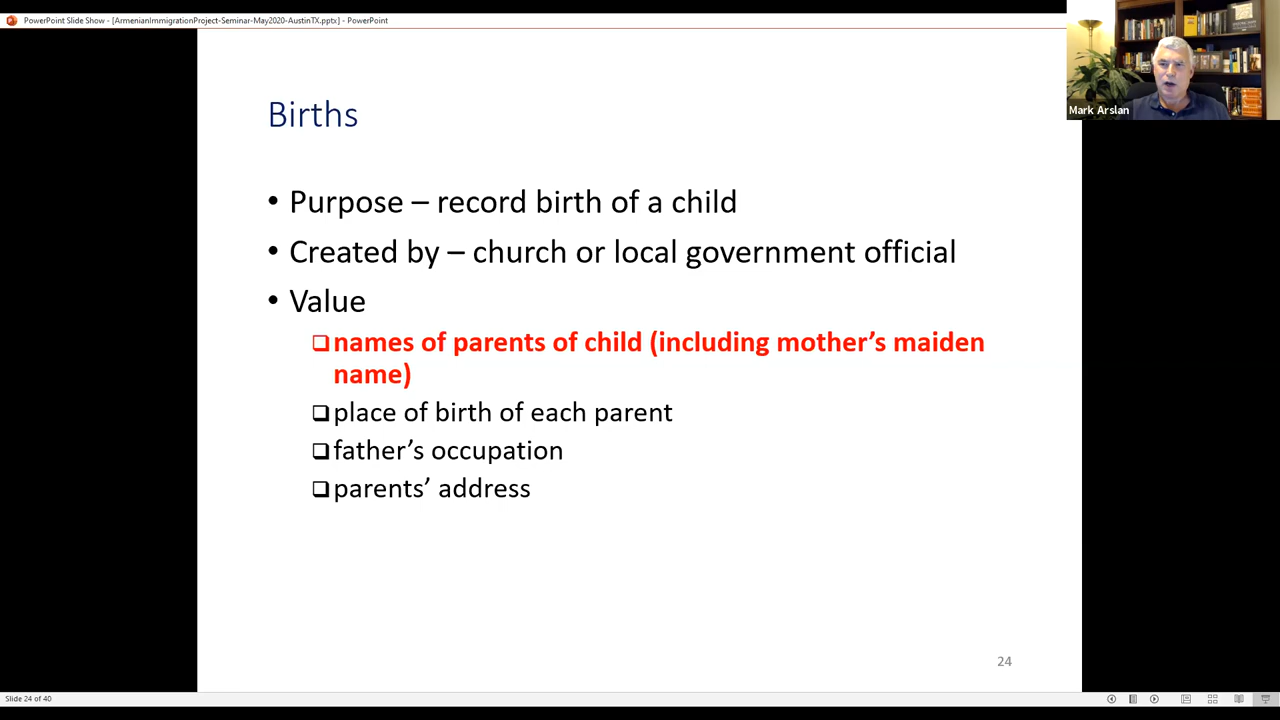 PowerPoint Slide Show - [ArmenianImmigrationProject-Seminar-May2020-AustinTX.pptx] - PowerPoint
Mark Arslan
Births
• Purpose – record birth of a child
• Created by – church or local government official
• Value
❑names of parents of child (including mother’s maiden
name)
❑place of birth of each parent
❑father’s occupation
❑parents’ address
24
Slide 24 of 40